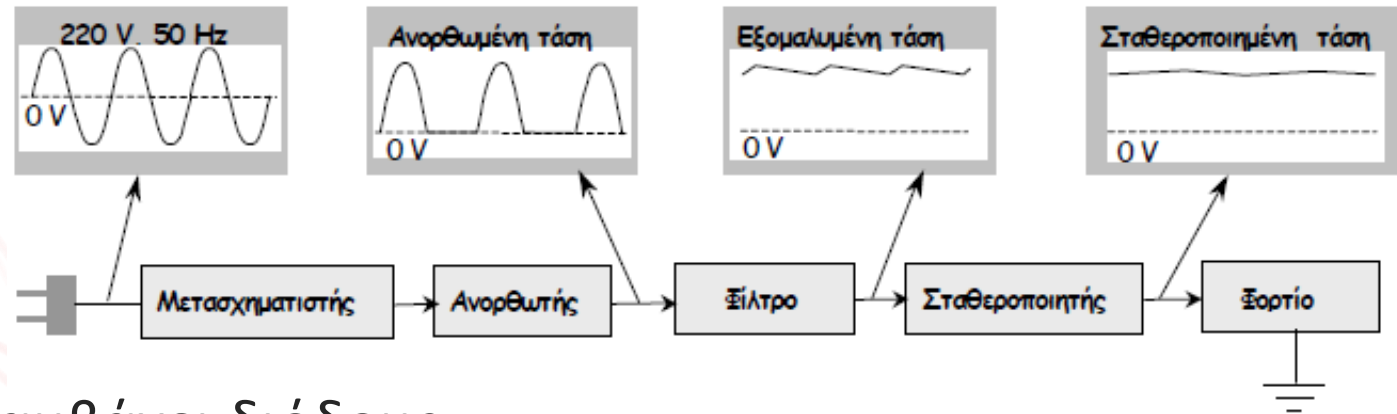 220 V, 50 Hz
0 V
Ανορθωμένη τάση
0 V
Εξομαλυμένη τάση
0 V
Σταθεροποιημένη τάση
0 V
Μετασχηματιστής
Ανορθωτής
Φίλτρο
Σταθεροποιητής
Φορτίο